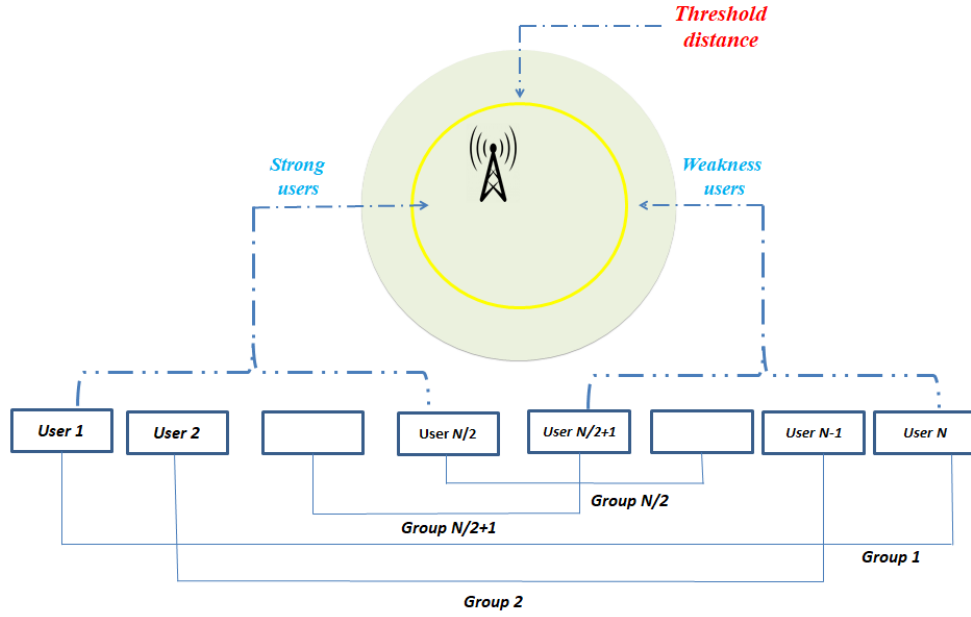 Threshold
distance
Strong
users
Weakness
users
User 1
User 2
User N/2
User N/2+1
User N-1
User N
Group N/2
Group N/2+1
Group 1
Group 2